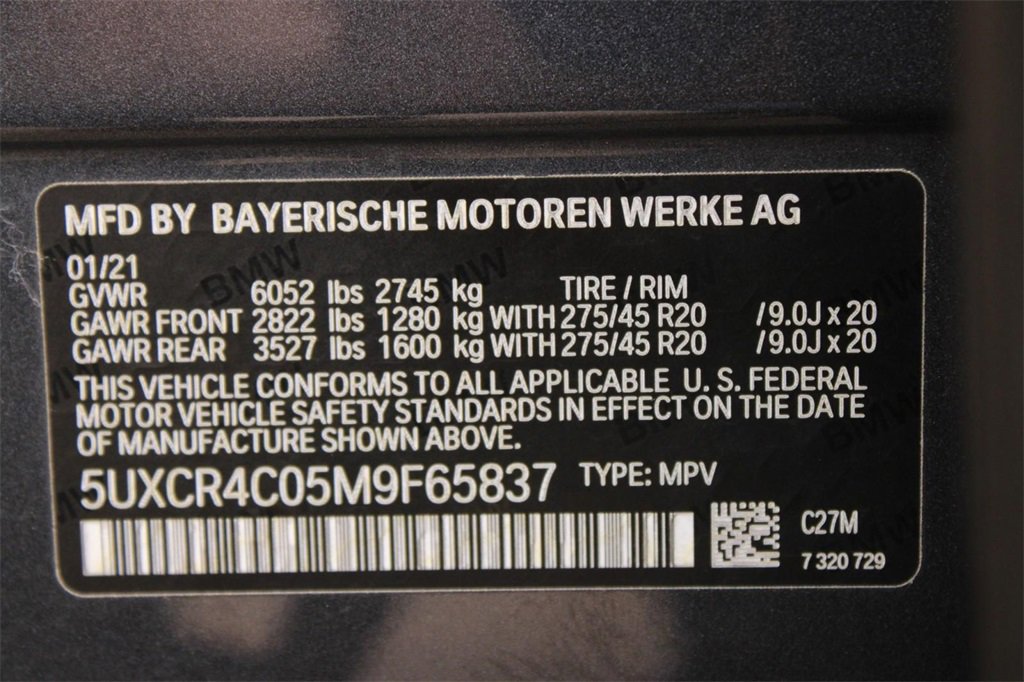 MFD BY BAYERISCHE MOTOREN WERKE AG
01/21
GVWR 6052 lbs 2745 kg TIRE / RIM
GAWR FRONT 2822 lbs 1280 kg WITH 275/45 R20 /9.0J x 20
GAWR REAR 3527 lbs 1600 kg WITH 275/45 R20 /9.0J x 20
THIS VEHICLE CONFORMS TO ALL APPLICABLE U. S. FEDERAL
MOTOR VEHICLE SAFETY STANDARDS IN EFFECT ON THE DATE
OF MANUFACTURE SHOWN ABOVE.
5UXCR4C05M9F65837 TYPE: MPV
C27M
7 320 729